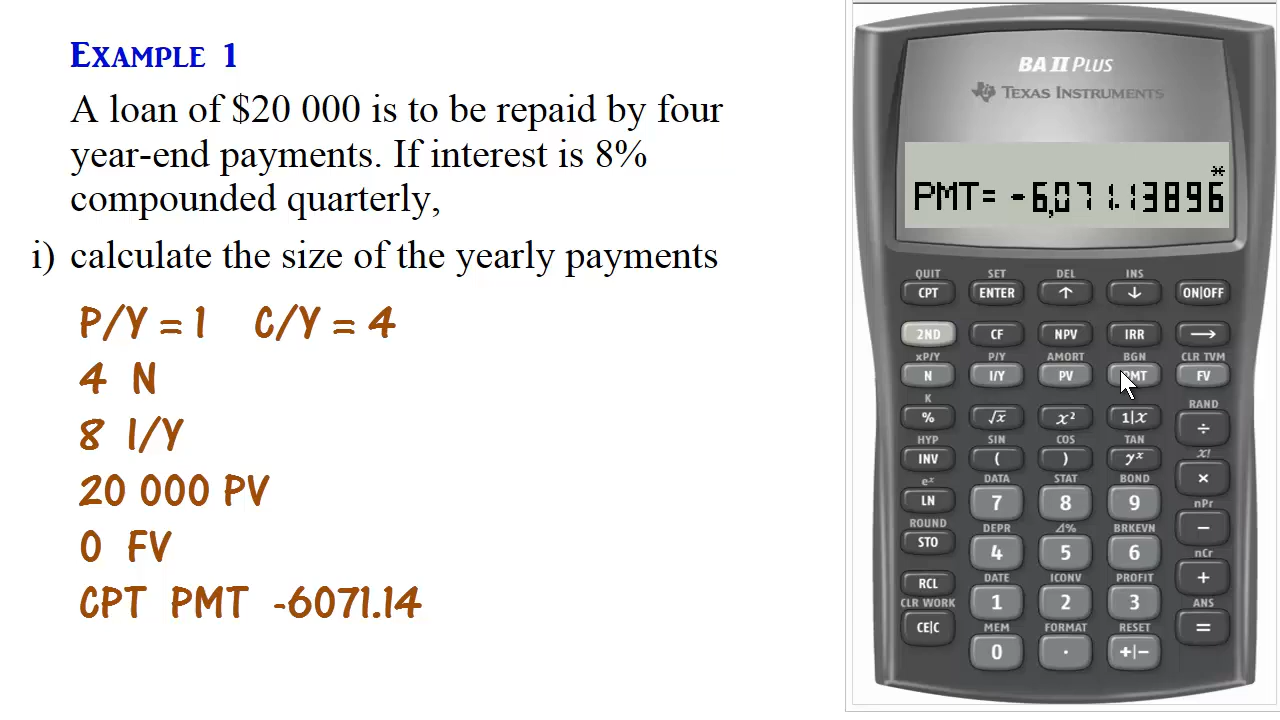 EXAMPLE 1
A loan of $20 000 is to be repaid by four
year-end payments. If interest is 8%
compounded quarterly,
i) calculate the size of the yearly payments
P/Y = 1 C/Y = 4
4 N
8 I/Y
20 000 PV
0 FV
CPT PMT -6071.14
BA II PLUS
TEXAS INSTRUMENTS
*
PMT= -6,071.13896
QUIT SET DEL INS
CPT ENTER ↑ ↓ ON|OFF
2ND CF NPV IRR →
xP/Y P/Y AMORT BGN CLR TVM
N I/Y PV PMT FV
K RAND
% √x x² 1|x ÷
HYP SIN COS TAN x!
INV ( ) yˣ ×
eˣ DATA STAT BOND nPr
LN 7 8 9 −
ROUND DEPR Δ% BRKEVN nCr
STO 4 5 6 +
DATE ICONV PROFIT ANS
RCL 1 2 3 =
CLR WORK MEM FORMAT RESET
CE|C 0 . +|−